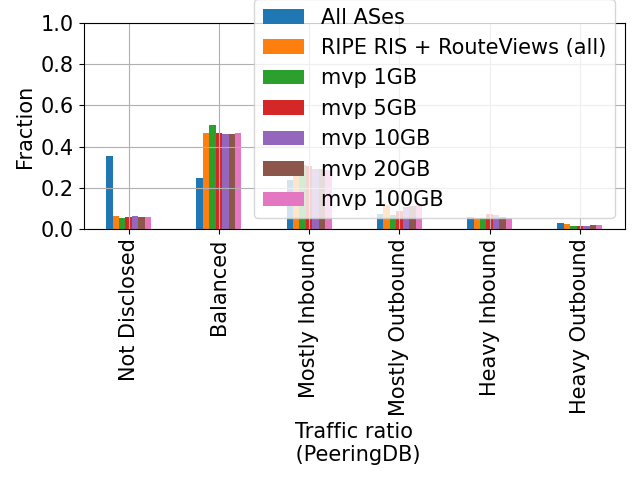 All ASes
RIPE RIS + RouteViews (all)
mvp 1GB
mvp 5GB
mvp 10GB
mvp 20GB
mvp 100GB
Fraction
1.0
0.8
0.6
0.4
0.2
0.0
Not Disclosed
Balanced
Mostly Inbound
Mostly Outbound
Heavy Inbound
Heavy Outbound
Traffic ratio
(PeeringDB)